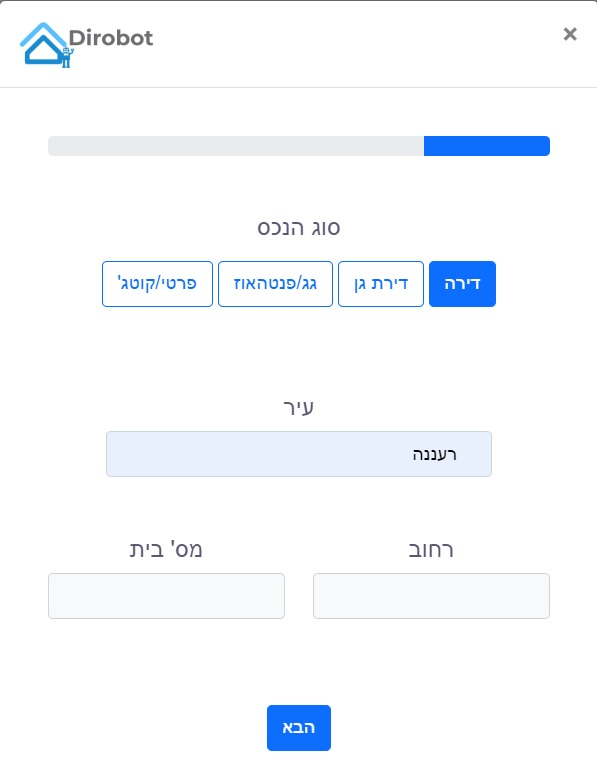 Dirobot ×
סוג הנכס
דירה דירת גן גג/פנטהאוז פרטי/קוטג'
עיר
רעננה
רחוב מס' בית
הבא